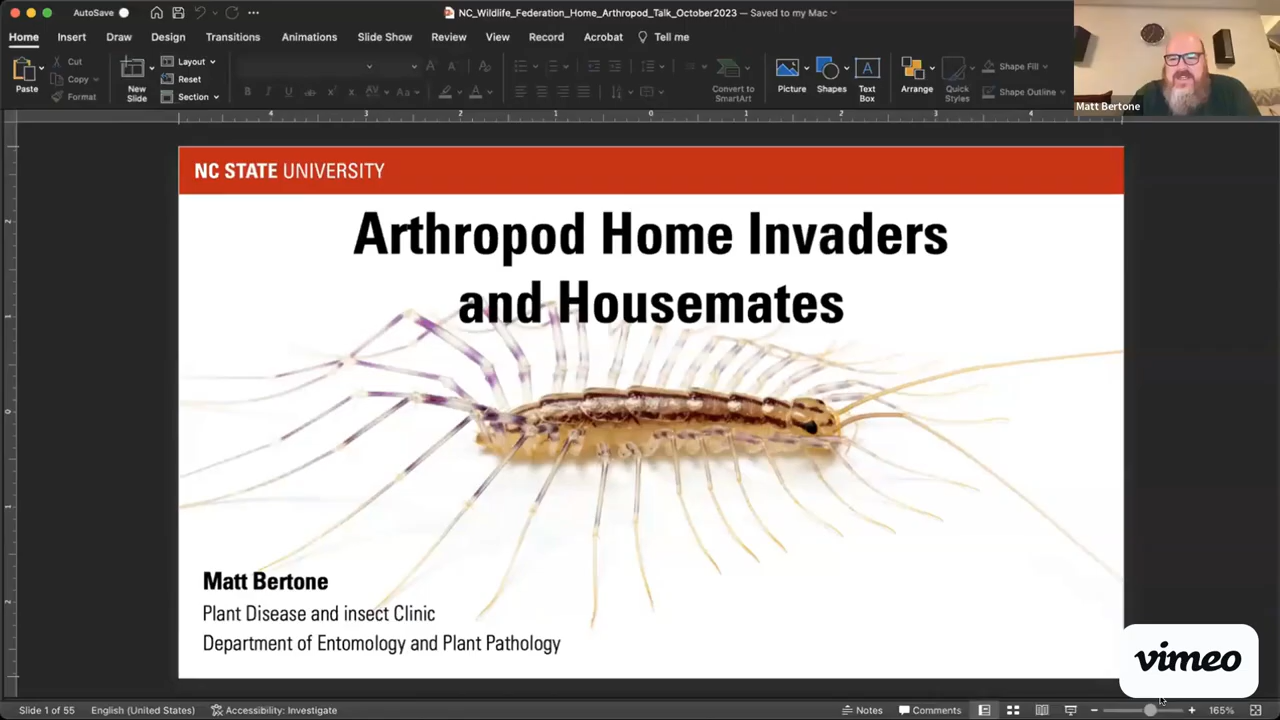 AutoSave
NC_Wildlife_Federation_Home_Arthropod_Talk_October2023 — Saved to my Mac
Home Insert Draw Design Transitions Animations Slide Show Review View Record Acrobat Tell me
Paste
Cut
Copy
Format
New
Slide
Layout
Reset
Section
Convert to
SmartArt
Picture
Shapes
Text
Box
Arrange
Quick
Styles
Shape Fill
Shape Outline
Matt Bertone
NC STATE UNIVERSITY
Arthropod Home Invaders
and Housemates
Matt Bertone
Plant Disease and insect Clinic
Department of Entomology and Plant Pathology
vimeo
Slide 1 of 55 English (United States) Accessibility: Investigate Notes Comments 165%